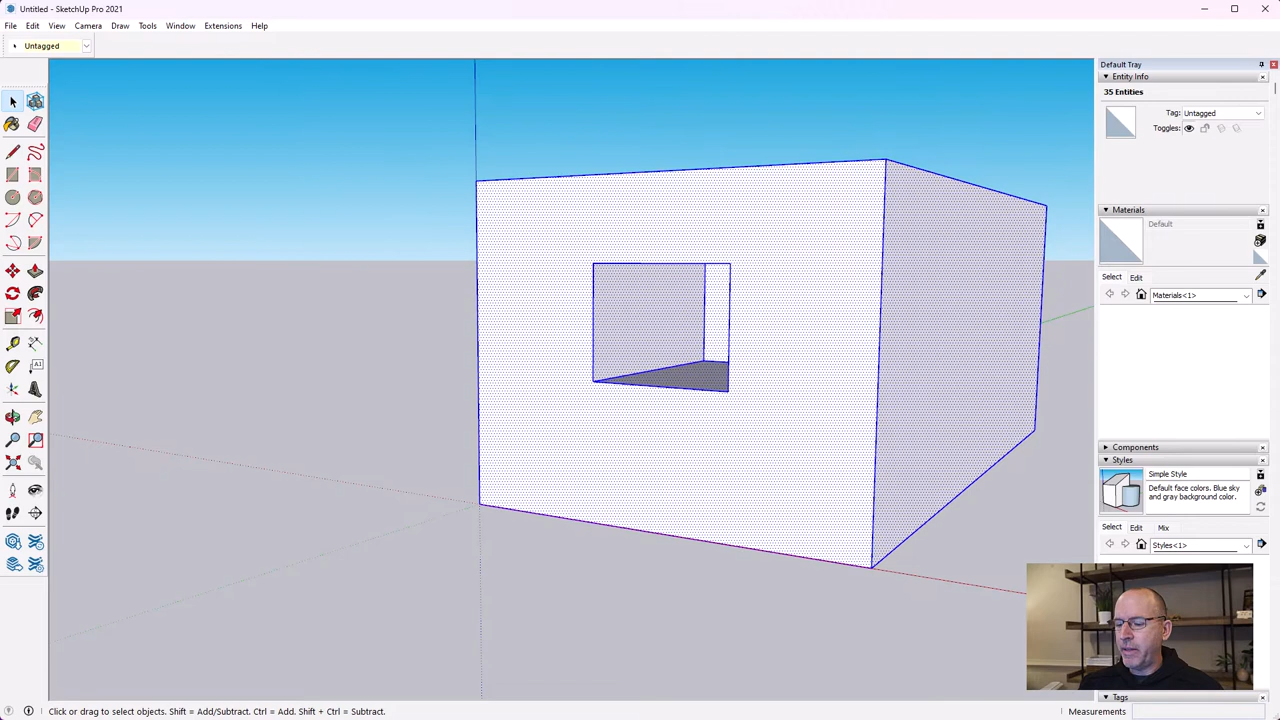 Untitled - SketchUp Pro 2021
File Edit View Camera Draw Tools Window Extensions Help
Untagged
Default Tray
Entity Info
35 Entities
Tag: Untagged
Toggles:
Materials
Default
Select Edit
Materials<1>
Components
Styles
Simple Style
Default face colors. Blue sky
and gray background color.
Select Edit Mix
Styles<1>
Tags
Click or drag to select objects. Shift = Add/Subtract. Ctrl = Add. Shift + Ctrl = Subtract.
Measurements